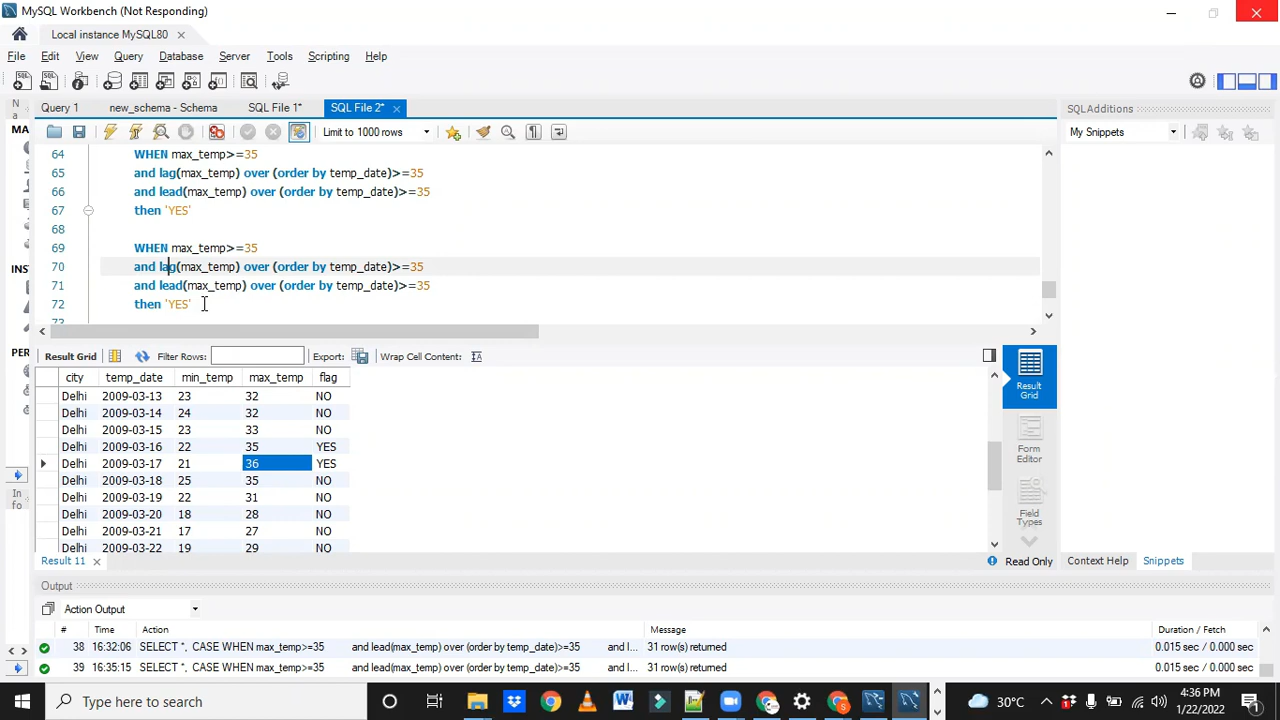 MySQL Workbench (Not Responding)
Local instance MySQL80
File Edit View Query Database Server Tools Scripting Help
Query 1 new_schema - Schema SQL File 1* SQL File 2*
SQLAdditions
Limit to 1000 rows
My Snippets
64 WHEN max_temp>=35
65 and lag(max_temp) over (order by temp_date)>=35
66 and lead(max_temp) over (order by temp_date)>=35
67 then 'YES'
68
69 WHEN max_temp>=35
70 and lag(max_temp) over (order by temp_date)>=35
71 and lead(max_temp) over (order by temp_date)>=35
72 then 'YES'
Result Grid Filter Rows: Export: Wrap Cell Content:
city temp_date min_temp max_temp flag
Delhi 2009-03-13 23 32 NO
Delhi 2009-03-14 24 32 NO
Delhi 2009-03-15 23 33 NO
Delhi 2009-03-16 22 35 YES
Delhi 2009-03-17 21 36 YES
Delhi 2009-03-18 25 35 NO
Delhi 2009-03-19 22 31 NO
Delhi 2009-03-20 18 28 NO
Delhi 2009-03-21 17 27 NO
Delhi 2009-03-22 19 29 NO
Result
Grid
Form
Editor
Field
Types
Result 11
Read Only
Context Help Snippets
Output
Action Output
# Time Action Message Duration / Fetch
38 16:32:06 SELECT *, CASE WHEN max_temp>=35 and lead(max_temp) over (order by temp_date)>=35 and l... 31 row(s) returned 0.015 sec / 0.000 sec
39 16:35:15 SELECT *, CASE WHEN max_temp>=35 and lead(max_temp) over (order by temp_date)>=35 and l... 31 row(s) returned 0.015 sec / 0.000 sec
Type here to search
30°C
4:36 PM
1/22/2022